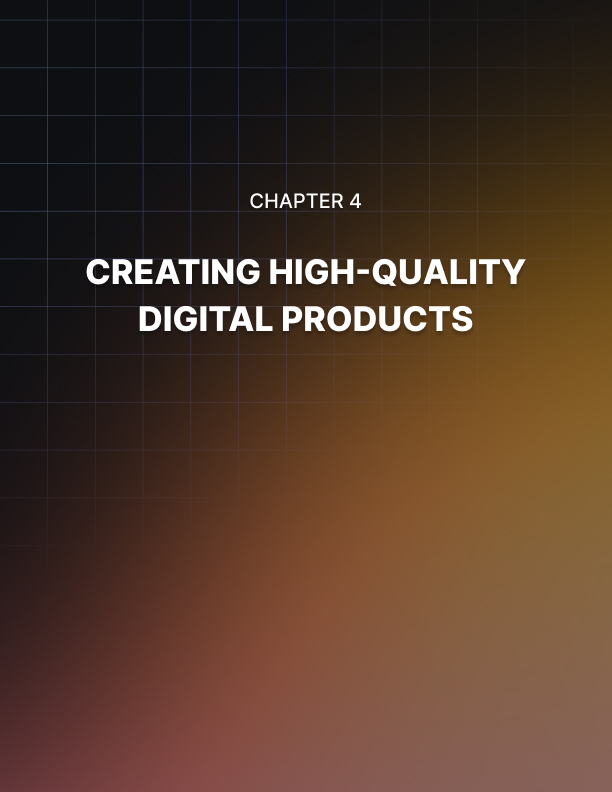 CHAPTER 4
CREATING HIGH-QUALITY
DIGITAL PRODUCTS